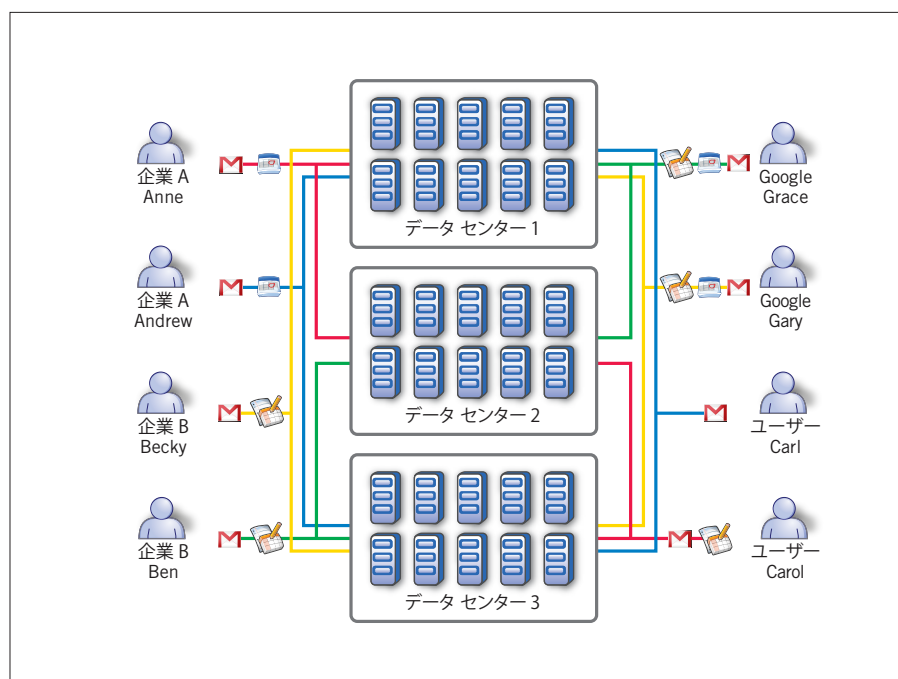 企業 A
Anne
企業 A
Andrew
企業 B
Becky
企業 B
Ben
データ センター 1
データ センター 2
データ センター 3
Google
Grace
Google
Gary
ユーザー
Carl
ユーザー
Carol